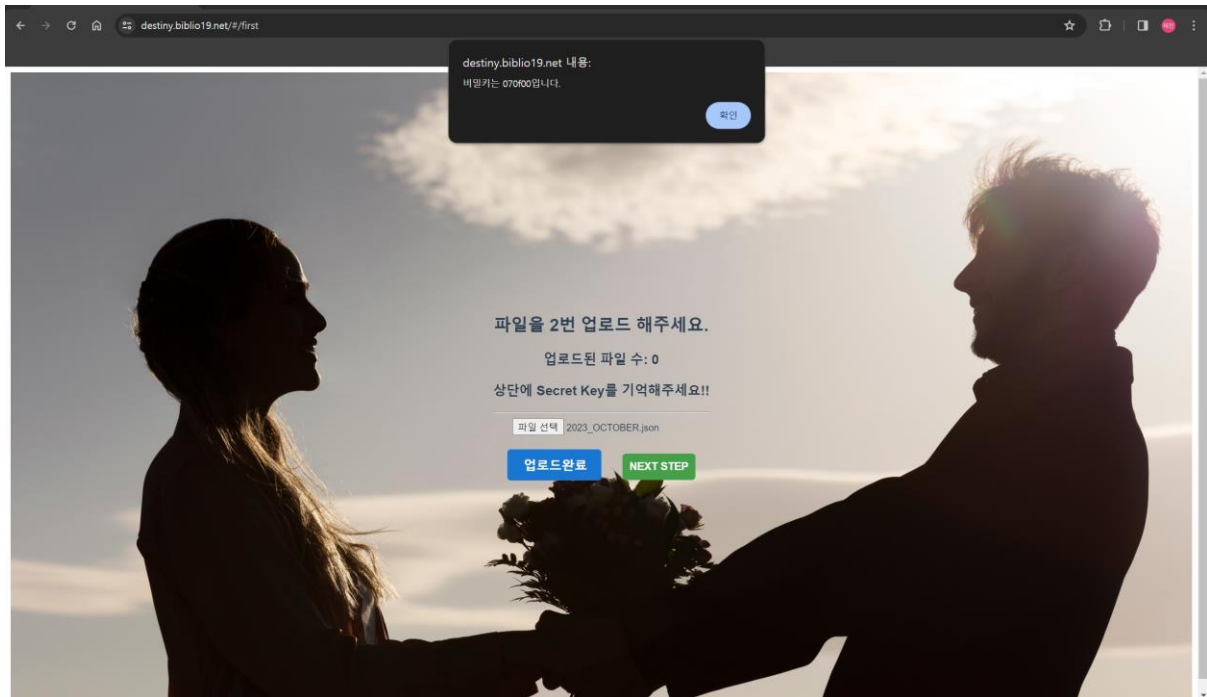 destiny.biblio19.net/#/first
destiny.biblio19.net 내용:
비밀키는 070f00입니다.
확인
파일을 2번 업로드 해주세요.
업로드된 파일 수: 0
상단에 Secret Key를 기억해주세요!!
파일 선택 2023_OCTOBER.json
업로드완료 NEXT STEP